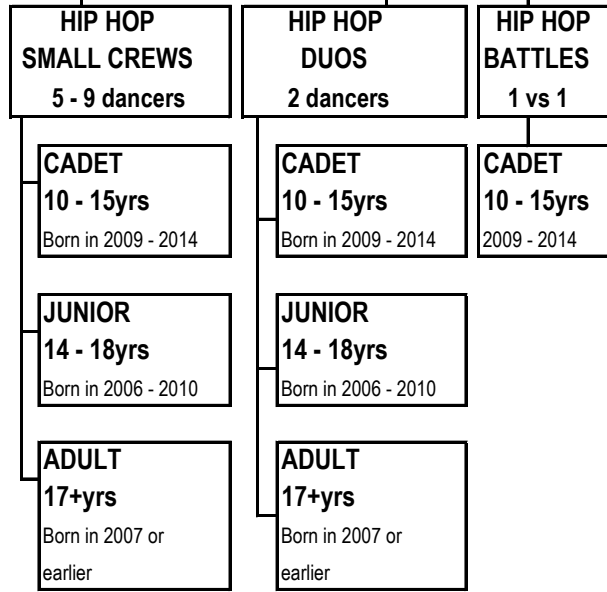 HIP HOP
SMALL CREWS
5 - 9 dancers
CADET
10 - 15yrs
Born in 2009 - 2014
JUNIOR
14 - 18yrs
Born in 2006 - 2010
ADULT
17+yrs
Born in 2007 or
earlier
HIP HOP
DUOS
2 dancers
CADET
10 - 15yrs
Born in 2009 - 2014
JUNIOR
14 - 18yrs
Born in 2006 - 2010
ADULT
17+yrs
Born in 2007 or
earlier
HIP HOP
BATTLES
1 vs 1
CADET
10 - 15yrs
2009 - 2014